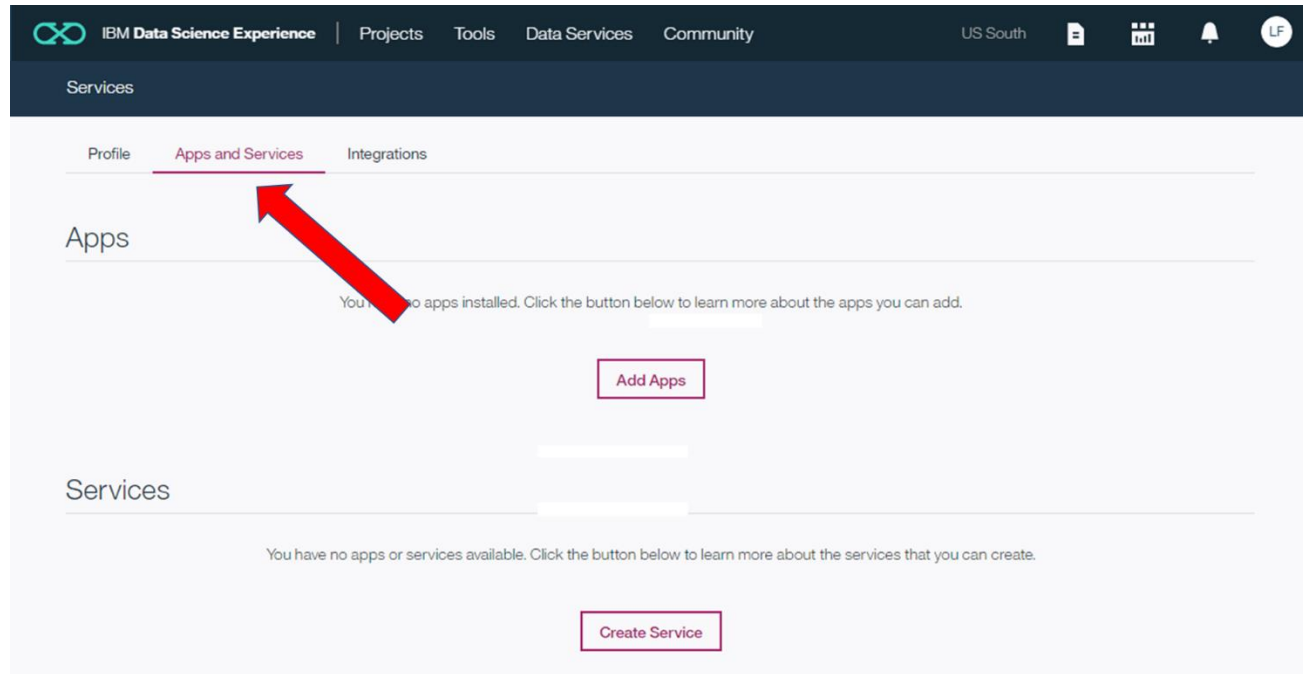 IBM Data Science Experience | Projects Tools Data Services Community US South LF
Services
Profile Apps and Services Integrations
Apps
You no apps installed. Click the button below to learn more about the apps you can add.
Add Apps
Services
You have no apps or services available. Click the button below to learn more about the services that you can create.
Create Service